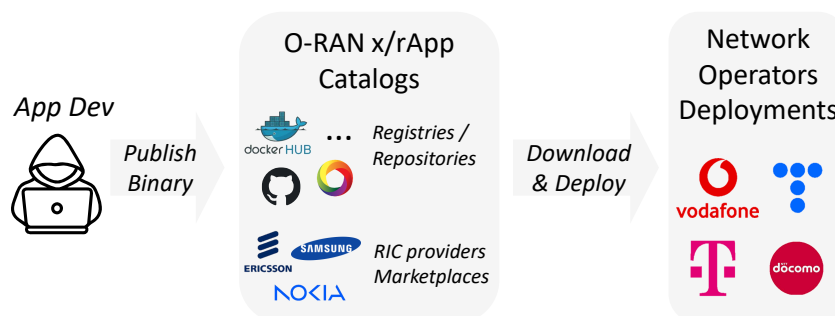 App Dev
Publish
Binary
O-RAN x/rApp
Catalogs
docker HUB
...
Registries /
Repositories
ERICSSON
SAMSUNG
NOKIA
RIC providers
Marketplaces
Download
& Deploy
Network
Operators
Deployments
vodafone
T
döcomo